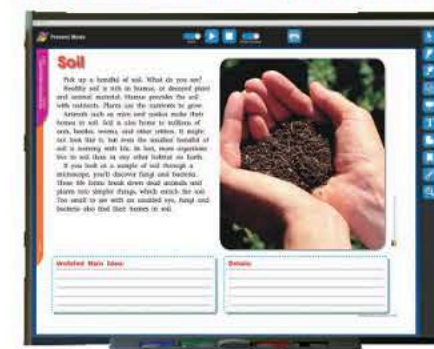 Present Mode
Soil
Pick up a handful of soil. What do you see?
Healthy soil is rich in humus, or decayed plant
and animal material. Humus provides the soil
with nutrients. Plants use the nutrients to grow.
Animals such as mice and snakes make their
homes in soil. Soil is also home to millions of
ants, beetles, worms, and other critters. It might
not look like it, but even the smallest handful of
soil is teeming with life. In fact, more organisms
live in soil than in any other habitat on Earth.
If you look at a sample of soil through a
microscope, you'll discover fungi and bacteria.
These life forms break down dead animals and
plants into simpler things, which enrich the soil.
Too small to see with an unaided eye, fungi and
bacteria also find their homes in soil.
Unstated Main Idea:
Details: